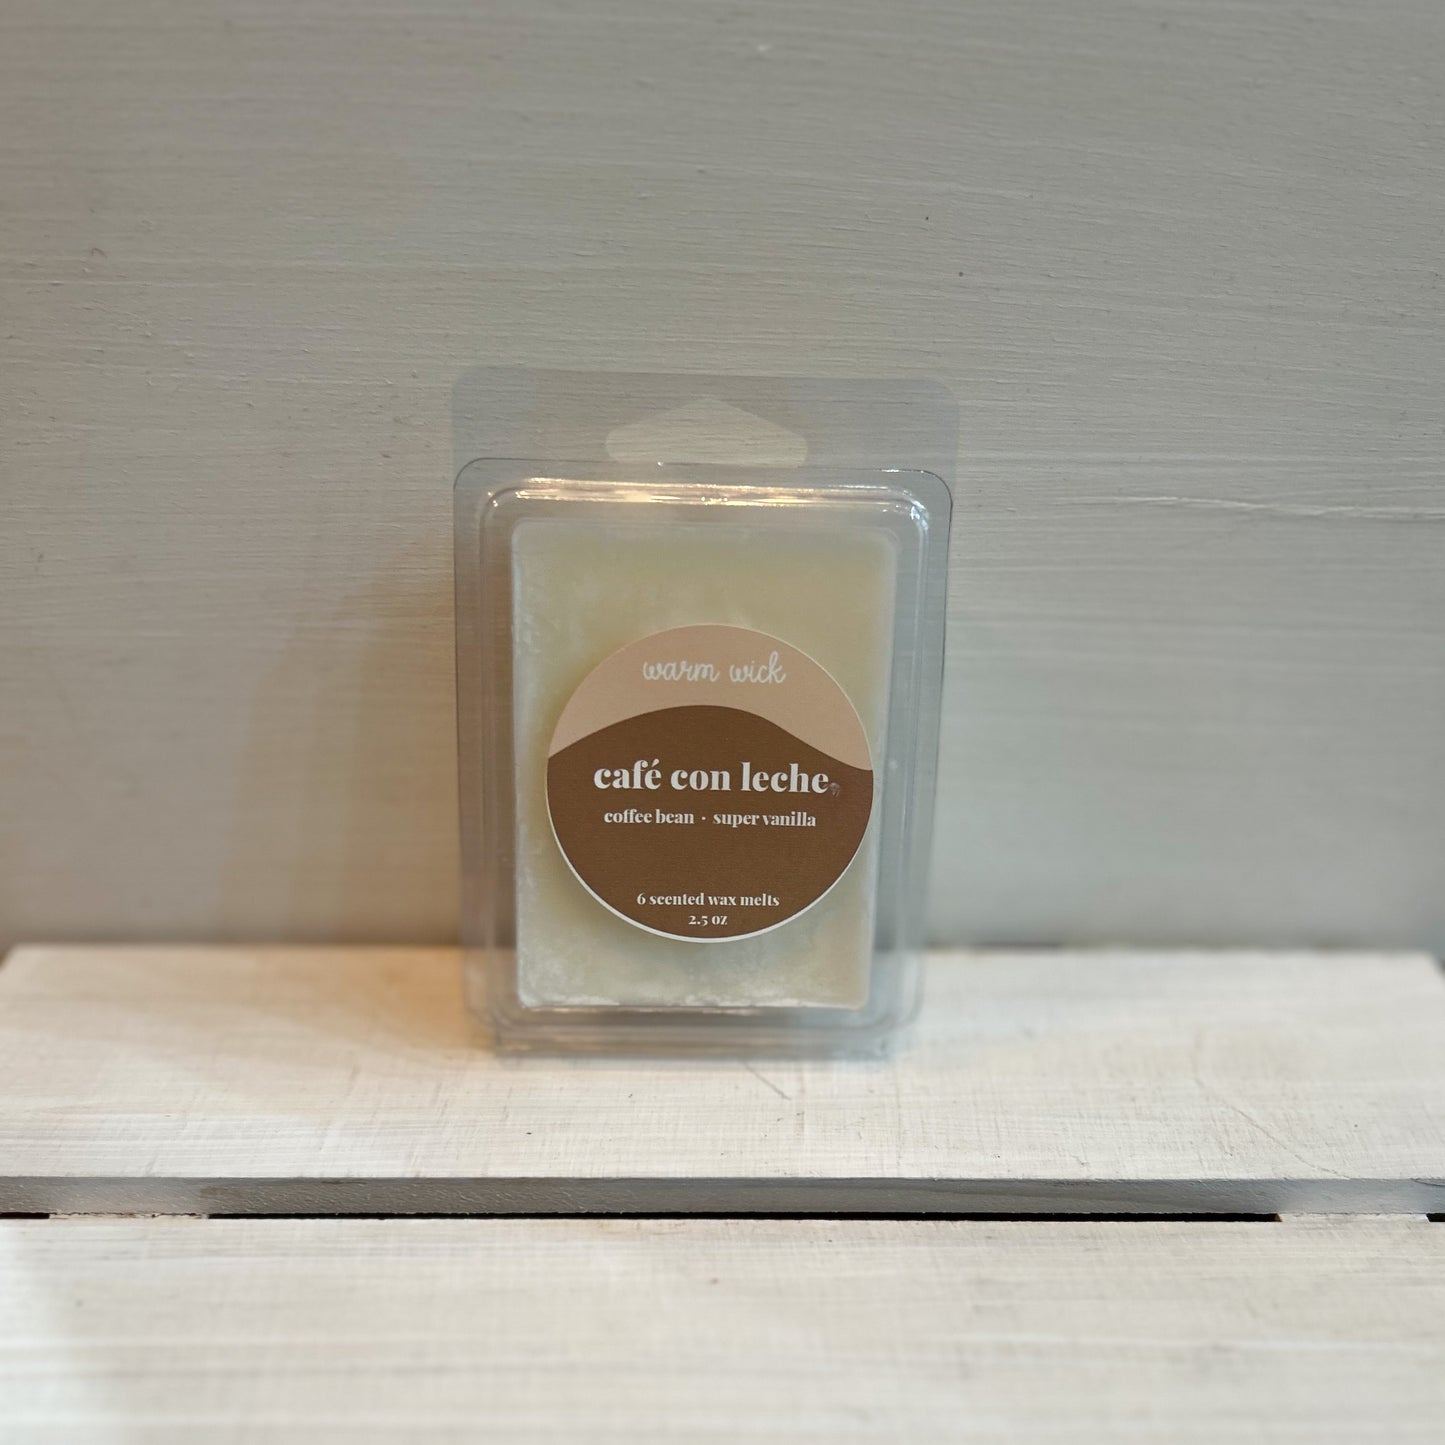 warm wick
café con leche
coffee bean · super vanilla
6 scented wax melts
2.5 oz